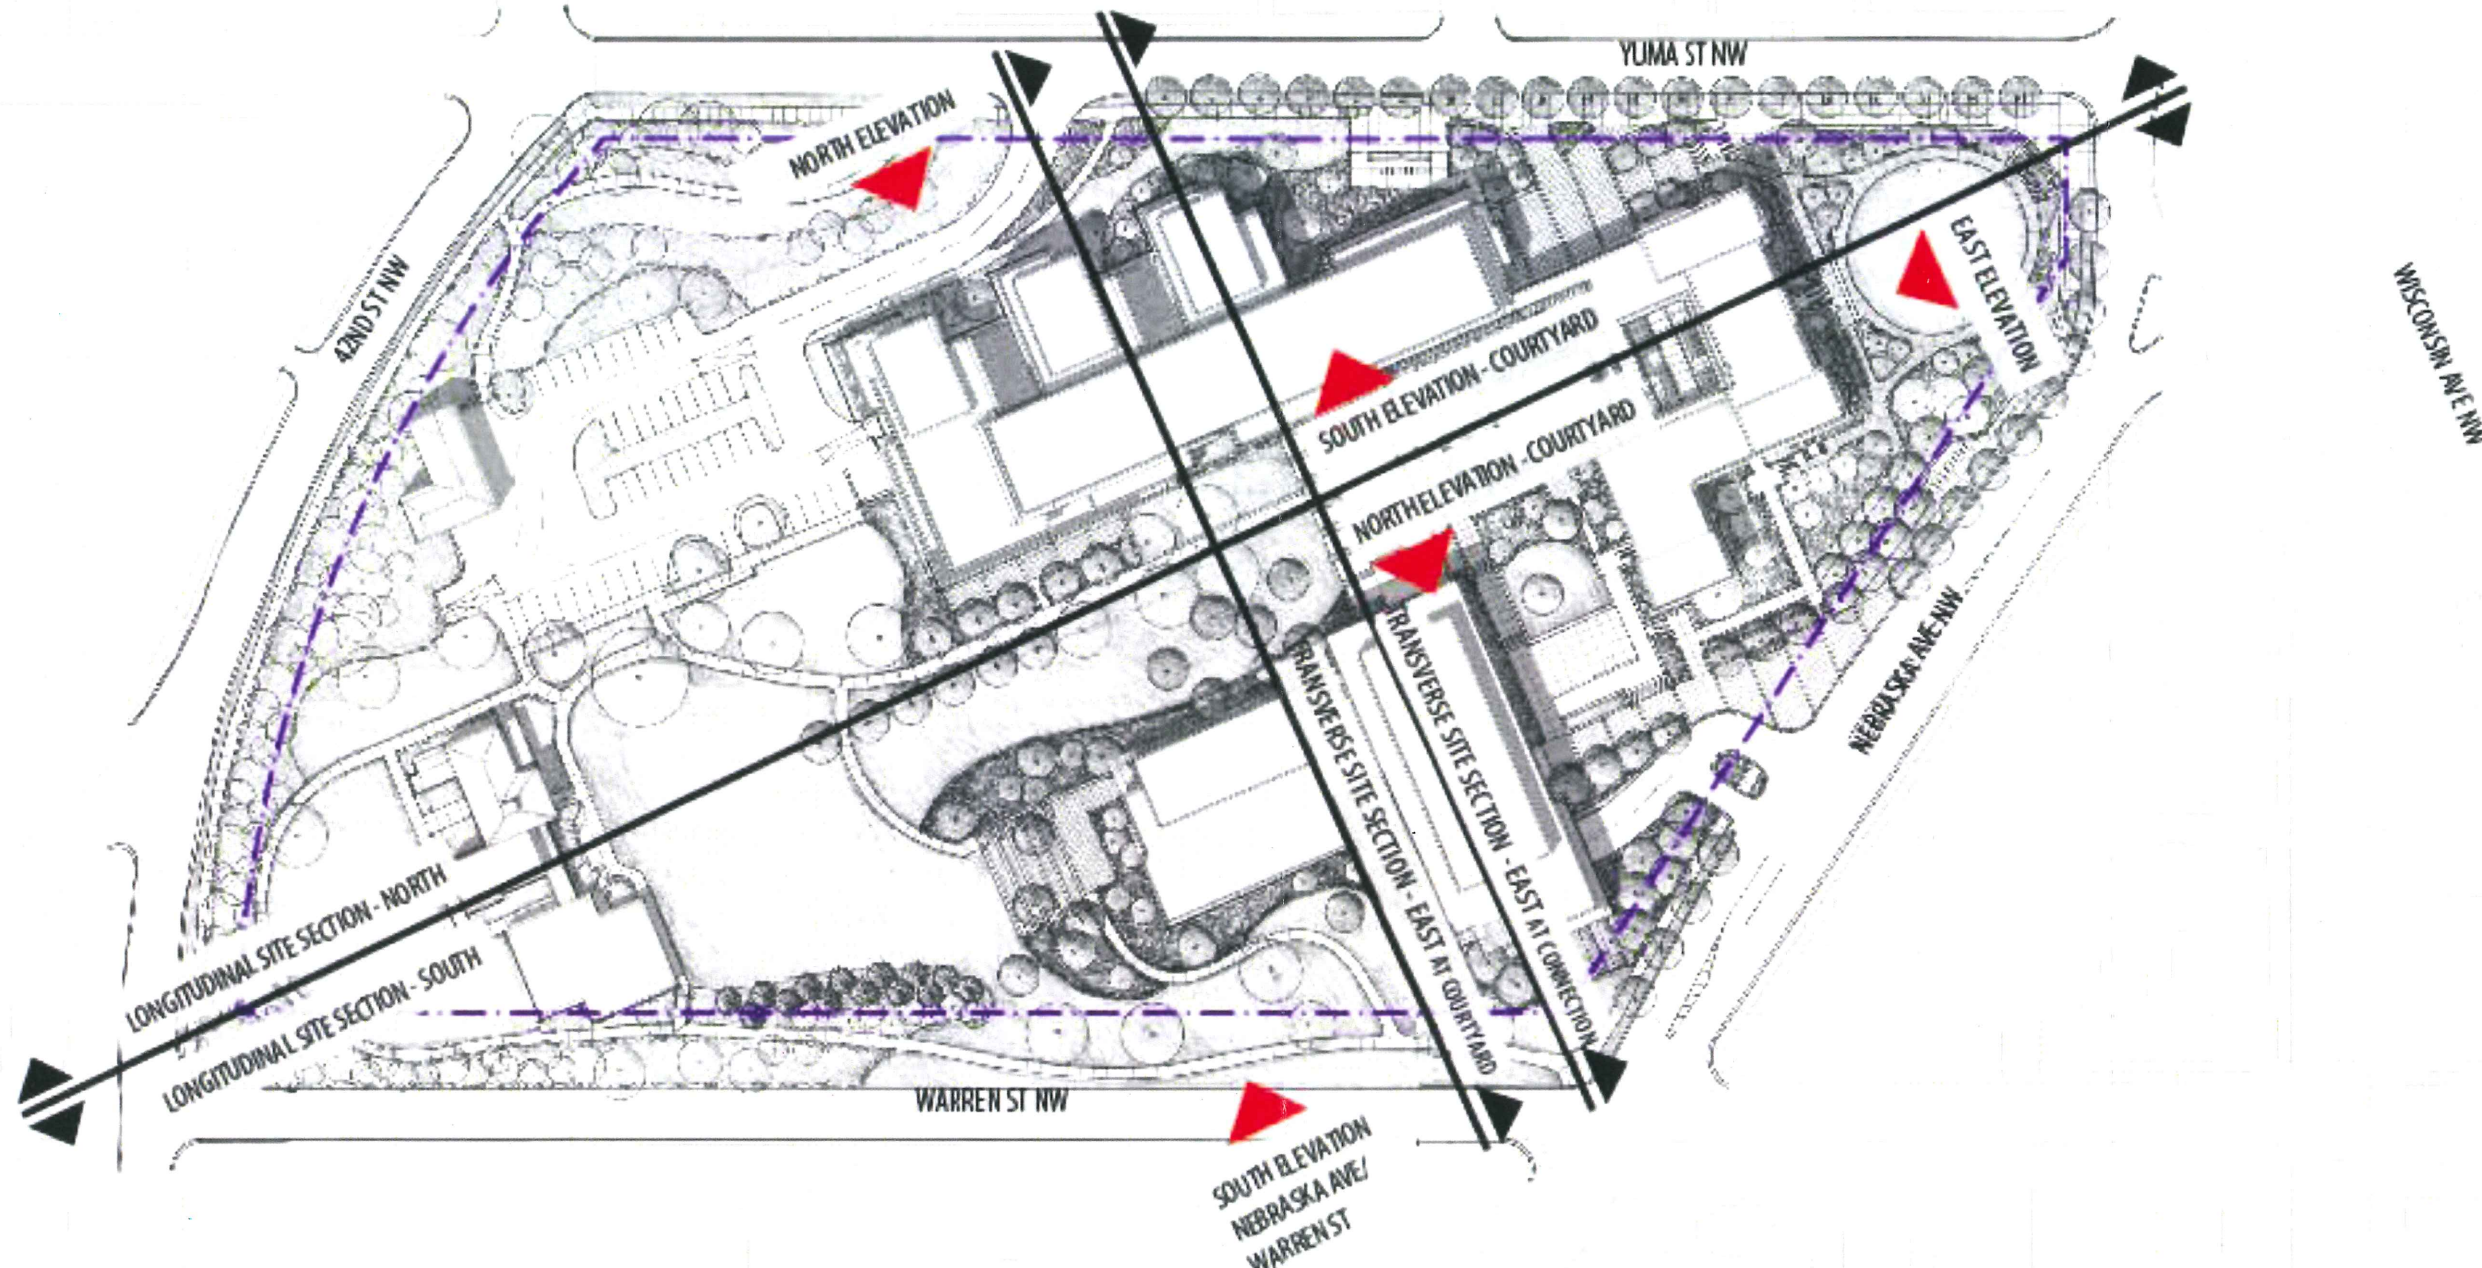 YUMA ST NW
NORTH ELEVATION
42ND ST NW
EAST ELEVATION
WISCONSIN AVE NW
SOUTH ELEVATION - COURTYARD
NORTH ELEVATION - COURTYARD
NEBRASKA AVE NW
TRANSVERSE SITE SECTION - EAST AT COURTYARD
TRANSVERSE SITE SECTION - EAST AT CONNECTION
LONGITUDINAL SITE SECTION - NORTH
LONGITUDINAL SITE SECTION - SOUTH
WARREN ST NW
SOUTH ELEVATION
NEBRASKA AVE/
WARREN ST